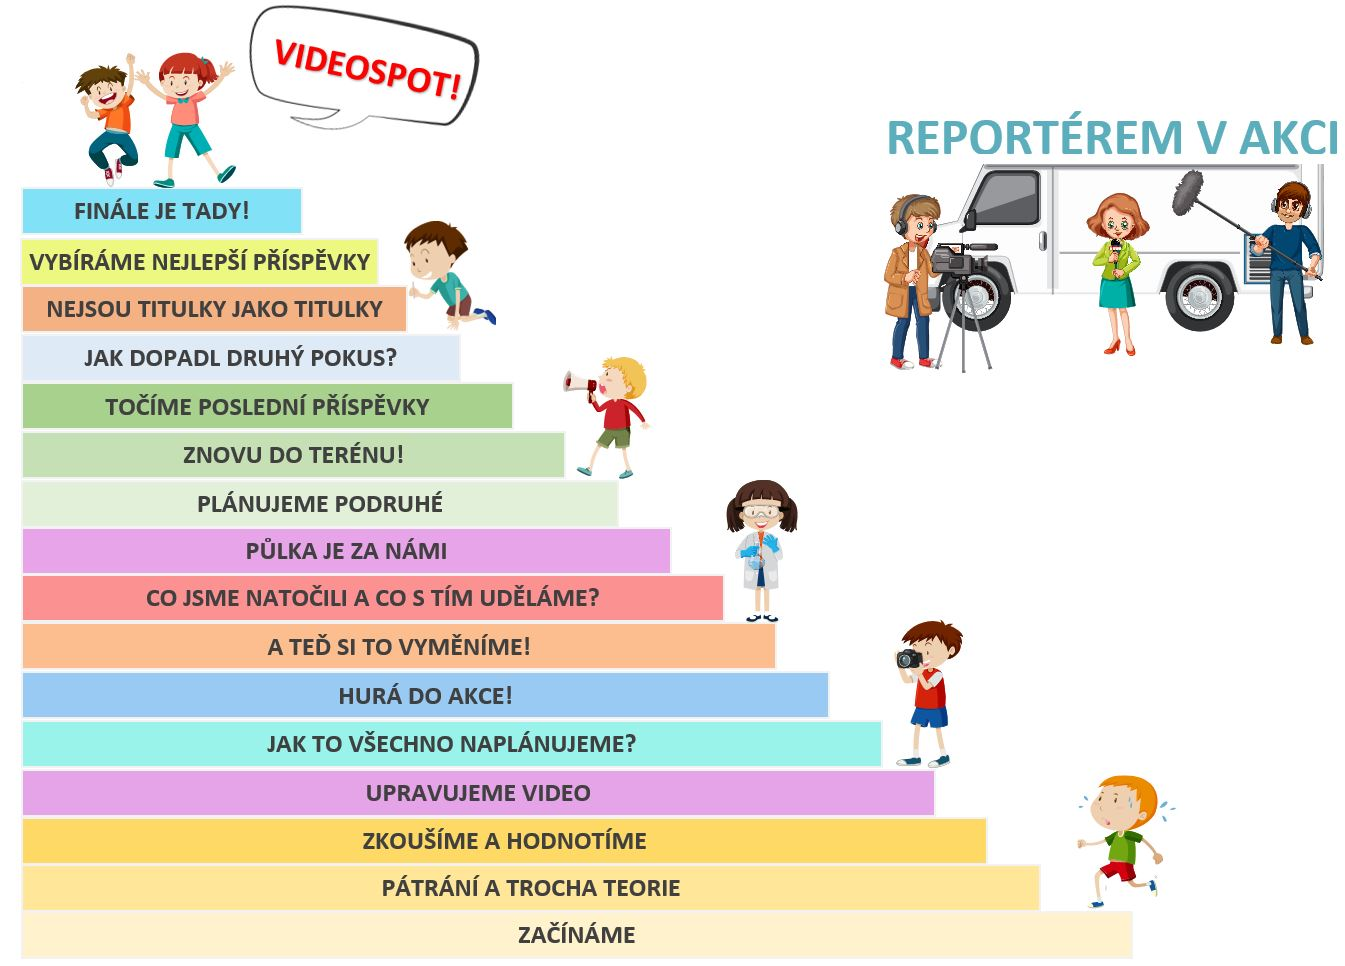 VIDEOSPOT!
REPORTÉREM V AKCI
FINÁLE JE TADY!
VYBÍRÁME NEJLEPŠÍ PŘÍSPĚVKY
NEJSOU TITULKY JAKO TITULKY
JAK DOPADL DRUHÝ POKUS?
TOČÍME POSLEDNÍ PŘÍSPĚVKY
ZNOVU DO TERÉNU!
PLÁNUJEME PODRUHÉ
PŮLKA JE ZA NÁMI
CO JSME NATOČILI A CO S TÍM UDĚLÁME?
A TEĎ SI TO VYMĚNÍME!
HURÁ DO AKCE!
JAK TO VŠECHNO NAPLÁNUJEME?
UPRAVUJEME VIDEO
ZKOUŠÍME A HODNOTÍME
PÁTRÁNÍ A TROCHA TEORIE
ZAČÍNÁME